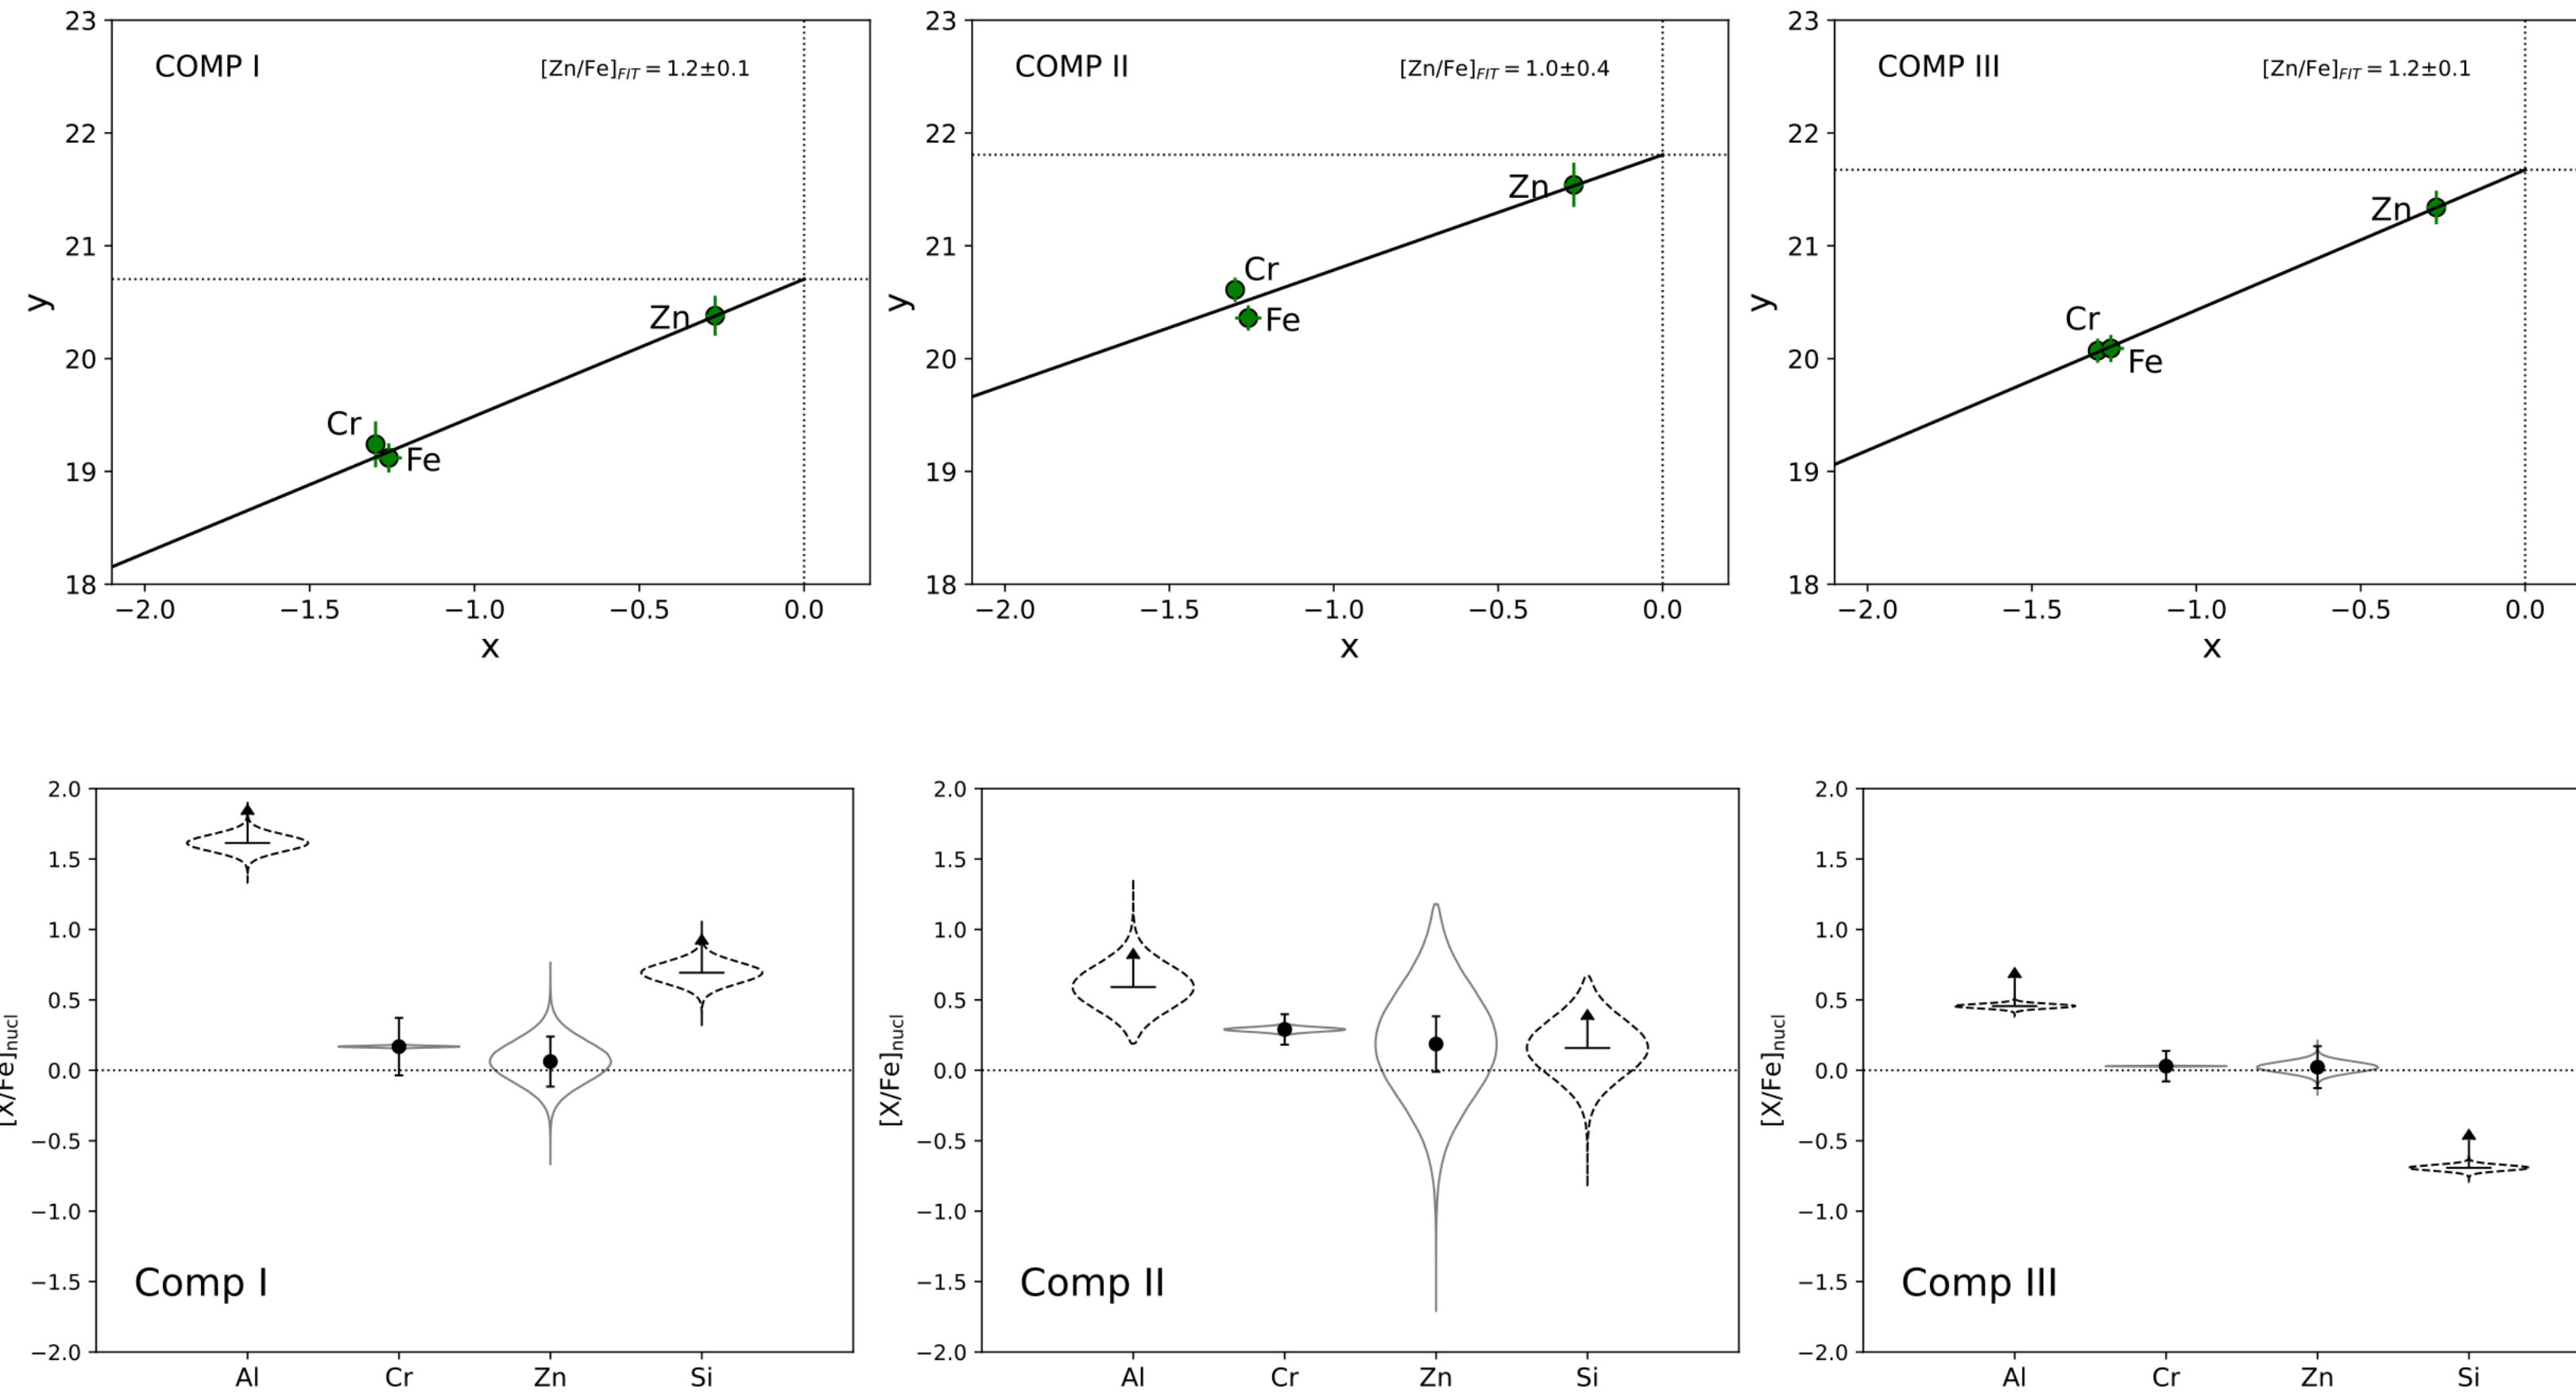 COMP I
[Zn/Fe]FIT = 1.2±0.1
23
22
21
20
19
18
y
Zn
Cr
Fe
−2.0 −1.5 −1.0 −0.5 0.0
x
COMP II
[Zn/Fe]FIT = 1.0±0.4
23
22
21
20
19
18
y
Zn
Cr
Fe
−2.0 −1.5 −1.0 −0.5 0.0
x
COMP III
[Zn/Fe]FIT = 1.2±0.1
23
22
21
20
19
18
y
Zn
Cr
Fe
−2.0 −1.5 −1.0 −0.5 0.0
x
2.0
1.5
1.0
0.5
0.0
−0.5
−1.0
−1.5
−2.0
[X/Fe]nucl
Comp I
Al Cr Zn Si
2.0
1.5
1.0
0.5
0.0
−0.5
−1.0
−1.5
−2.0
[X/Fe]nucl
Comp II
Al Cr Zn Si
2.0
1.5
1.0
0.5
0.0
−0.5
−1.0
−1.5
−2.0
[X/Fe]nucl
Comp III
Al Cr Zn Si